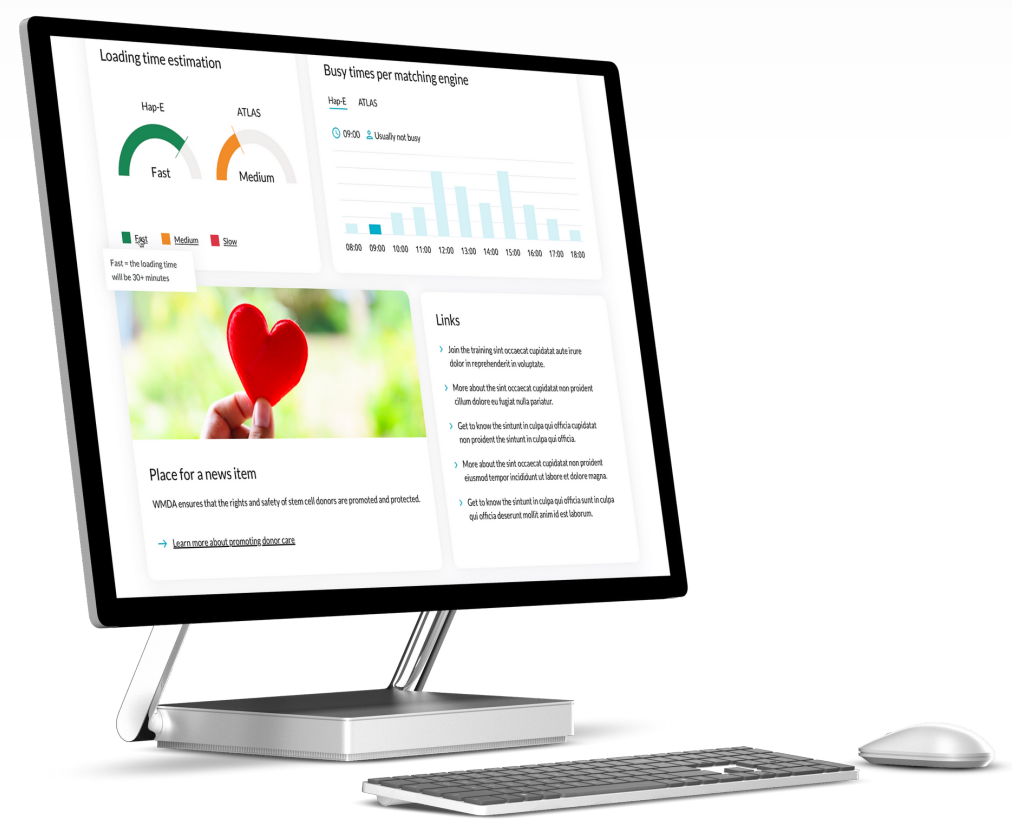 Loading time estimation
Hap-E
ATLAS
Fast
Medium
Fast
Medium
Slow
Fast = the loading time
will be 30+ minutes
Busy times per matching engine
Hap-E
ATLAS
09:00
Usually not busy
08:00 09:00 10:00 11:00 12:00 13:00 14:00 15:00 16:00 17:00 18:00
Place for a news item
WMDA ensures that the rights and safety of stem cell donors are promoted and protected.
Learn more about promoting donor care
Links
Join the training sint occaecat cupidatat aute irure
dolor in reprehenderit in voluptate.
More about the sint occaecat cupidatat non proident
cillum dolore eu fugiat nulla pariatur.
Get to know the sintunt in culpa qui officia cupidatat
non proident the sintunt in culpa qui officia.
More about the sint occaecat cupidatat non proident
eiusmod tempor incididunt ut labore et dolore magna.
Get to know the sintunt in culpa qui officia sunt in culpa
qui officia deserunt mollit anim id est laborum.